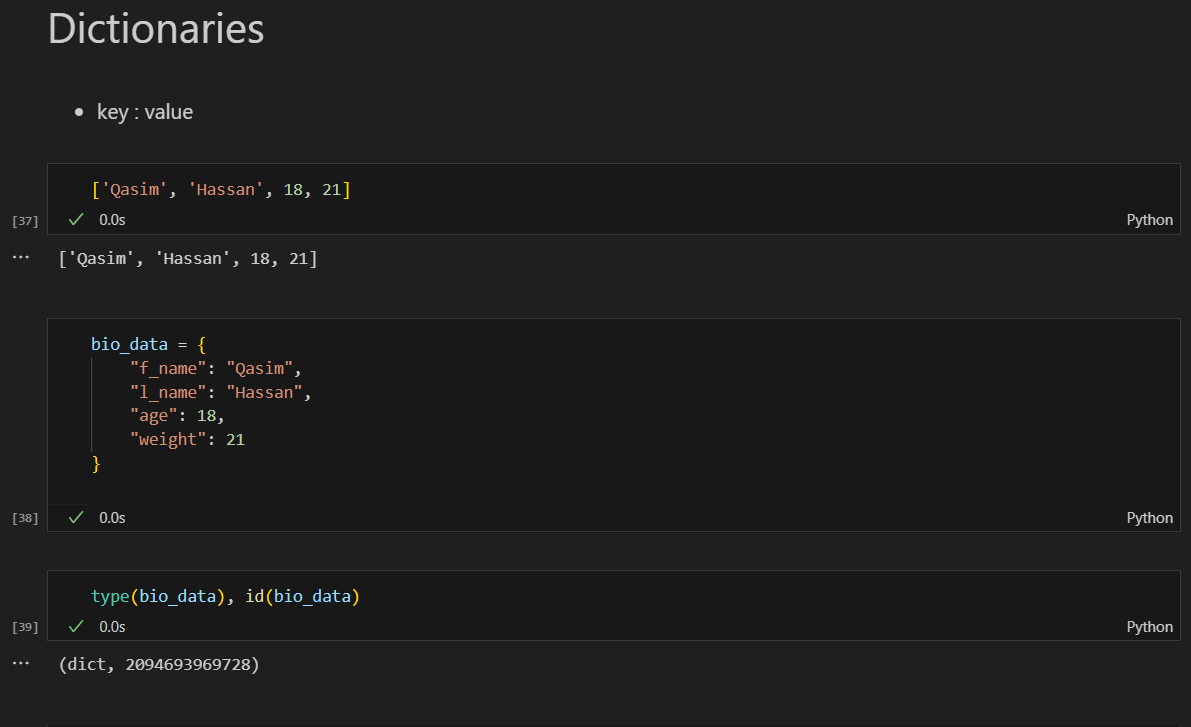 Dictionaries
• key : value
['Qasim', 'Hassan', 18, 21]
[37] ✓ 0.0s Python
... ['Qasim', 'Hassan', 18, 21]
bio_data = {
    "f_name": "Qasim",
    "l_name": "Hassan",
    "age": 18,
    "weight": 21
}
[38] ✓ 0.0s Python
type(bio_data), id(bio_data)
[39] ✓ 0.0s Python
... (dict, 2094693969728)